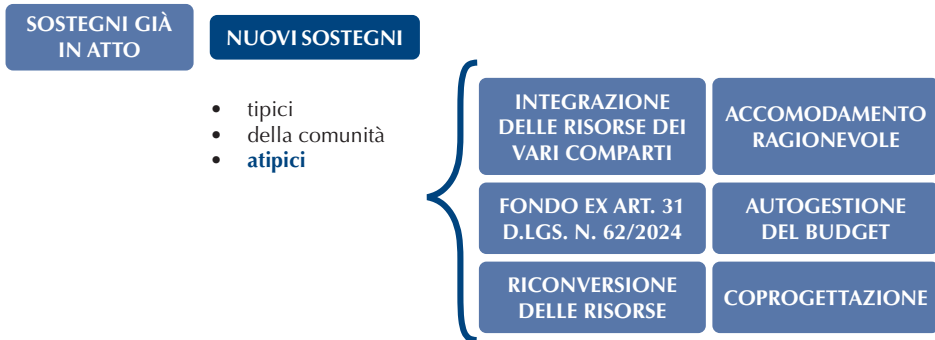 SOSTEGNI GIÀ
IN ATTO
NUOVI SOSTEGNI
• tipici
• della comunità
• atipici
INTEGRAZIONE
DELLE RISORSE DEI
VARI COMPARTI
ACCOMODAMENTO
RAGIONEVOLE
FONDO EX ART. 31
D.LGS. N. 62/2024
AUTOGESTIONE
DEL BUDGET
RICONVERSIONE
DELLE RISORSE
COPROGETTAZIONE